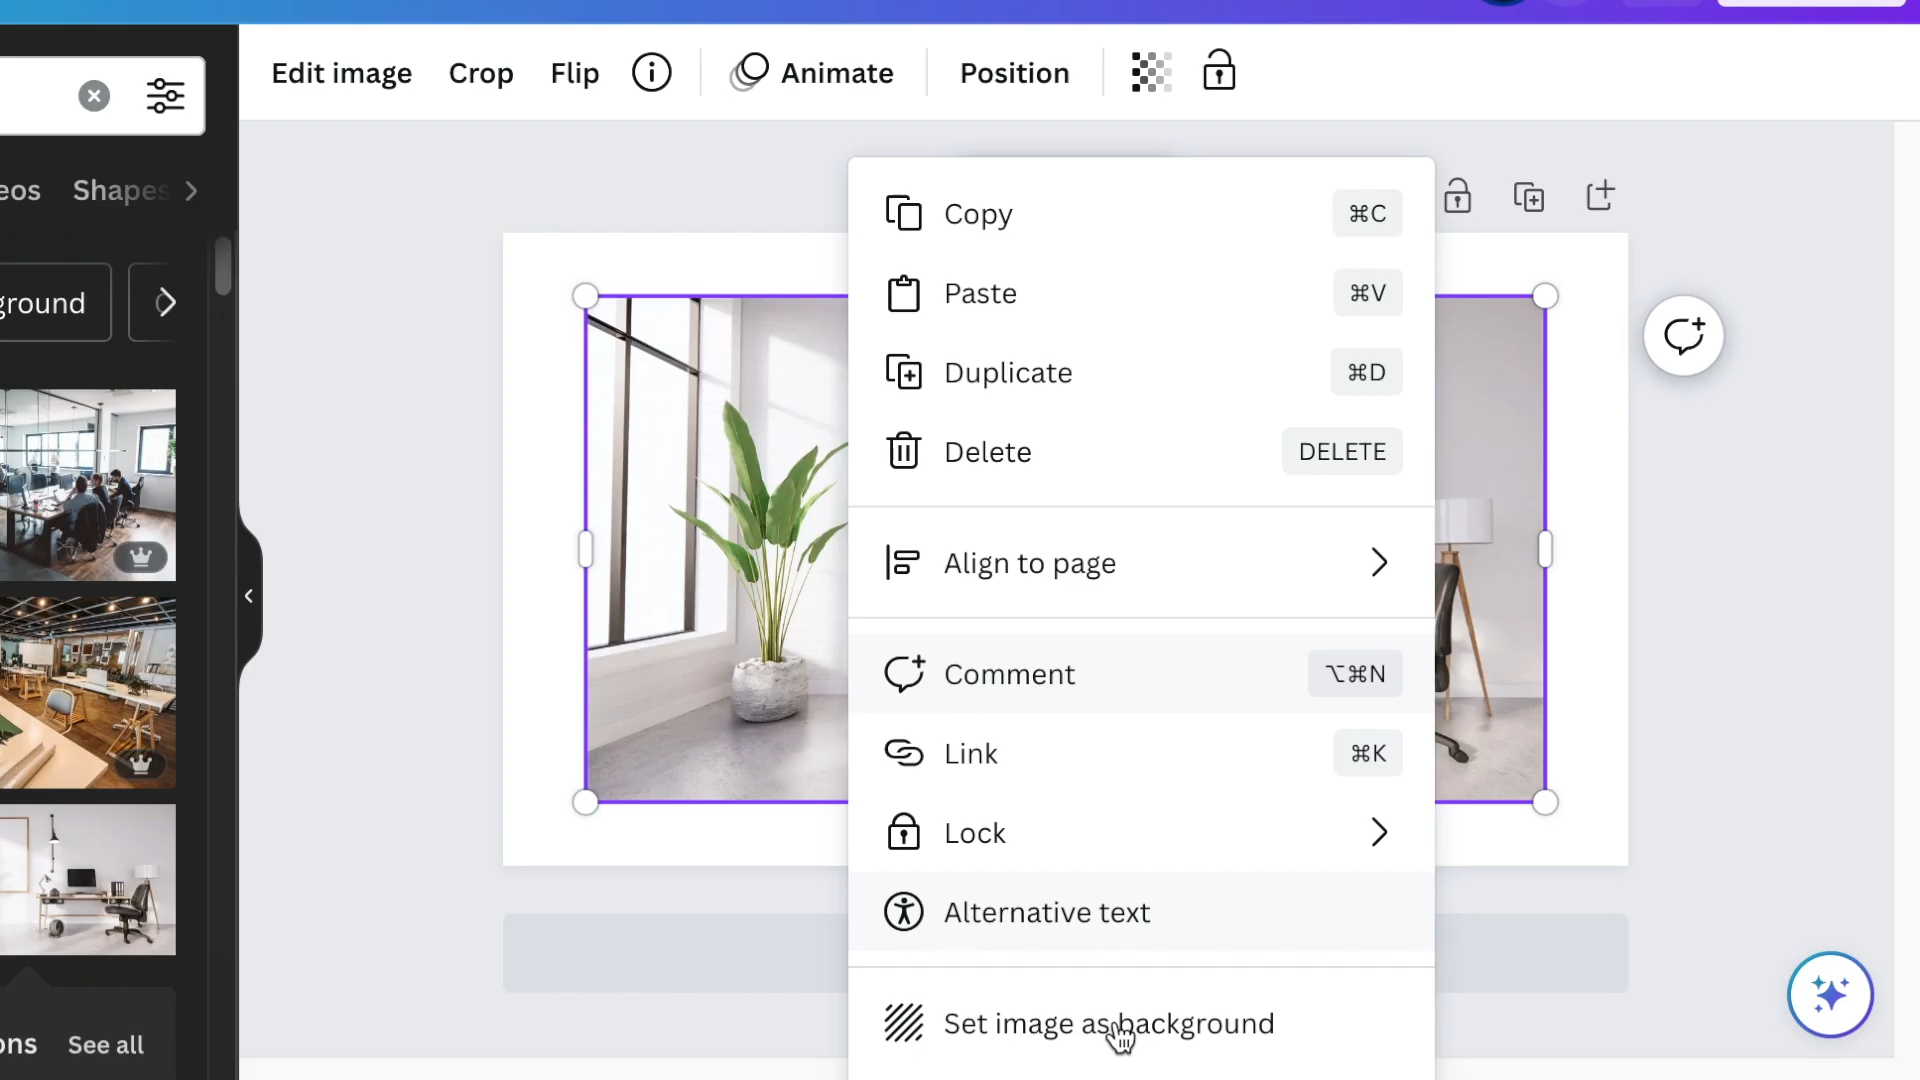 Edit image Crop Flip Animate Position
eos Shapes
ground
ons See all
Copy ⌘C
Paste ⌘V
Duplicate ⌘D
Delete DELETE
Align to page
Comment ⌥⌘N
Link ⌘K
Lock
Alternative text
Set image as background